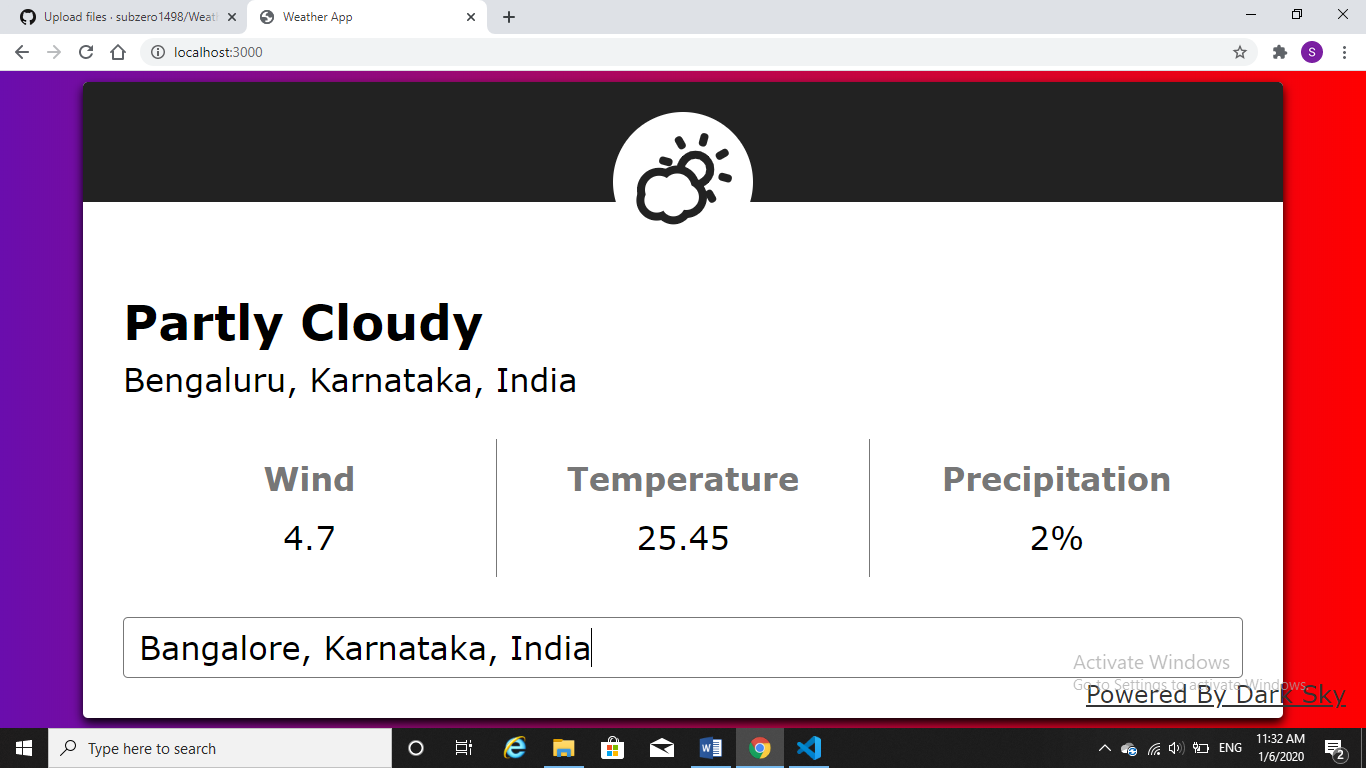 Upload files · subzero1498/Weat
Weather App
localhost:3000
S
Partly Cloudy
Bengaluru, Karnataka, India
Wind
Temperature
Precipitation
4.7
25.45
2%
Bangalore, Karnataka, India
Activate Windows
Go to Settings to activate Windows.
Powered By Dark Sky
Type here to search
ENG
11:32 AM
1/6/2020
2